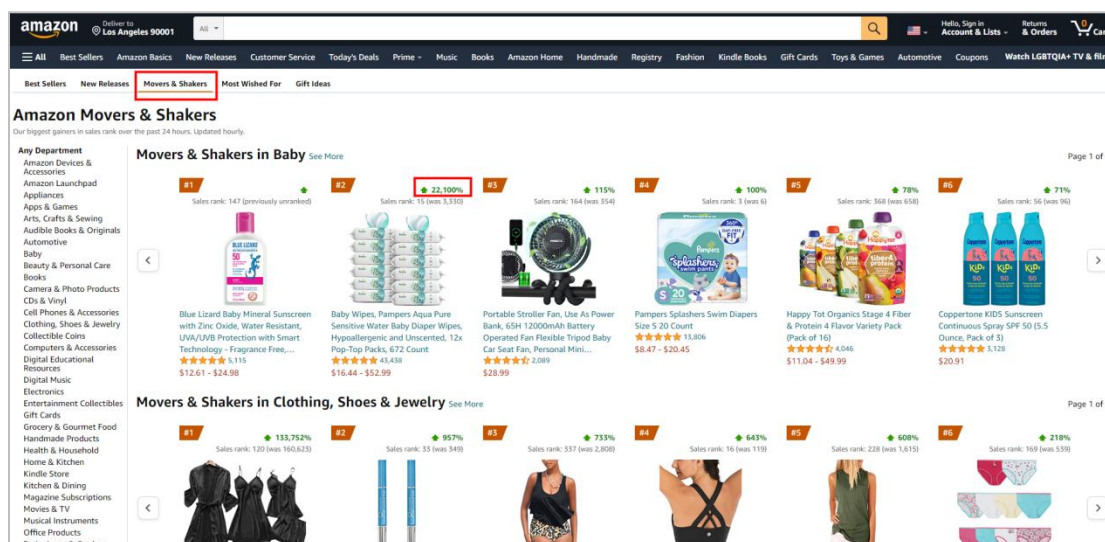 amazon
Deliver to
Los Angeles 90001
All
Hello, Sign in
Account & Lists
Returns
& Orders
0
Car
All Best Sellers Amazon Basics New Releases Customer Service Today's Deals Prime Music Books Amazon Home Handmade Registry Fashion Kindle Books Gift Cards Toys & Games Automotive Coupons Watch LGBTQIA+ TV & film
Best Sellers New Releases Movers & Shakers Most Wished For Gift Ideas
Amazon Movers & Shakers
Our biggest gainers in sales rank over the past 24 hours. Updated hourly.
Any Department
Amazon Devices &
Accessories
Amazon Launchpad
Appliances
Apps & Games
Arts, Crafts & Sewing
Audible Books & Originals
Automotive
Baby
Beauty & Personal Care
Books
Camera & Photo Products
CDs & Vinyl
Cell Phones & Accessories
Clothing, Shoes & Jewelry
Collectible Coins
Computers & Accessories
Digital Educational
Resources
Digital Music
Electronics
Entertainment Collectibles
Gift Cards
Grocery & Gourmet Food
Handmade Products
Health & Household
Home & Kitchen
Kindle Store
Kitchen & Dining
Magazine Subscriptions
Movies & TV
Musical Instruments
Office Products
Movers & Shakers in Baby See More
Page 1 of
#1
Sales rank: 147 (previously unranked)
BLUE LIZARD
50
Blue Lizard Baby Mineral Sunscreen
with Zinc Oxide, Water Resistant,
UVA/UVB Protection with Smart
Technology - Fragrance Free,...
5,115
$12.61 - $24.98
#2
22,100%
Sales rank: 15 (was 3,330)
Baby Wipes, Pampers Aqua Pure
Sensitive Water Baby Diaper Wipes,
Hypoallergenic and Unscented, 12x
Pop-Top Packs, 672 Count
43,438
$16.44 - $52.99
#3
115%
Sales rank: 164 (was 354)
Portable Stroller Fan, Use As Power
Bank, 65H 12000mAh Battery
Operated Fan Flexible Tripod Baby
Car Seat Fan, Personal Mini...
2,089
$28.99
#4
100%
Sales rank: 3 (was 6)
FIT
Pampers
Splashers
swim pants
S 20
Pampers Splashers Swim Diapers
Size S 20 Count
13,806
$8.47 - $20.45
#5
78%
Sales rank: 368 (was 658)
Happytot
fiber&
protein
Happy Tot Organics Stage 4 Fiber
& Protein 4 Flavor Variety Pack
(Pack of 16)
4,046
$11.04 - $49.99
#6
71%
Sales rank: 56 (was 96)
Coppertone
KIDS
50
Coppertone KIDS Sunscreen
Continuous Spray SPF 50 (5.5
Ounce, Pack of 3)
3,128
$20.91
Movers & Shakers in Clothing, Shoes & Jewelry See More
Page 1 of
#1
133,752%
Sales rank: 120 (was 160,623)
#2
957%
Sales rank: 33 (was 349)
#3
733%
Sales rank: 337 (was 2,808)
#4
643%
Sales rank: 16 (was 119)
#5
608%
Sales rank: 228 (was 1,615)
#6
218%
Sales rank: 169 (was 539)